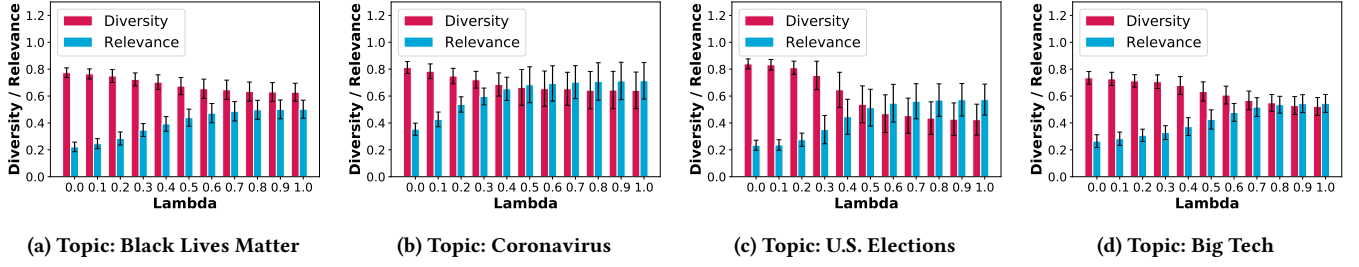 Diversity / Relevance
1.2
1.0
0.8
0.6
0.4
0.2
0.0
Diversity
Relevance
0.0 0.1 0.2 0.3 0.4 0.5 0.6 0.7 0.8 0.9 1.0
Lambda
(a) Topic: Black Lives Matter
Diversity / Relevance
1.2
1.0
0.8
0.6
0.4
0.2
0.0
Diversity
Relevance
0.0 0.1 0.2 0.3 0.4 0.5 0.6 0.7 0.8 0.9 1.0
Lambda
(b) Topic: Coronavirus
Diversity / Relevance
1.2
1.0
0.8
0.6
0.4
0.2
0.0
Diversity
Relevance
0.0 0.1 0.2 0.3 0.4 0.5 0.6 0.7 0.8 0.9 1.0
Lambda
(c) Topic: U.S. Elections
Diversity / Relevance
1.2
1.0
0.8
0.6
0.4
0.2
0.0
Diversity
Relevance
0.0 0.1 0.2 0.3 0.4 0.5 0.6 0.7 0.8 0.9 1.0
Lambda
(d) Topic: Big Tech